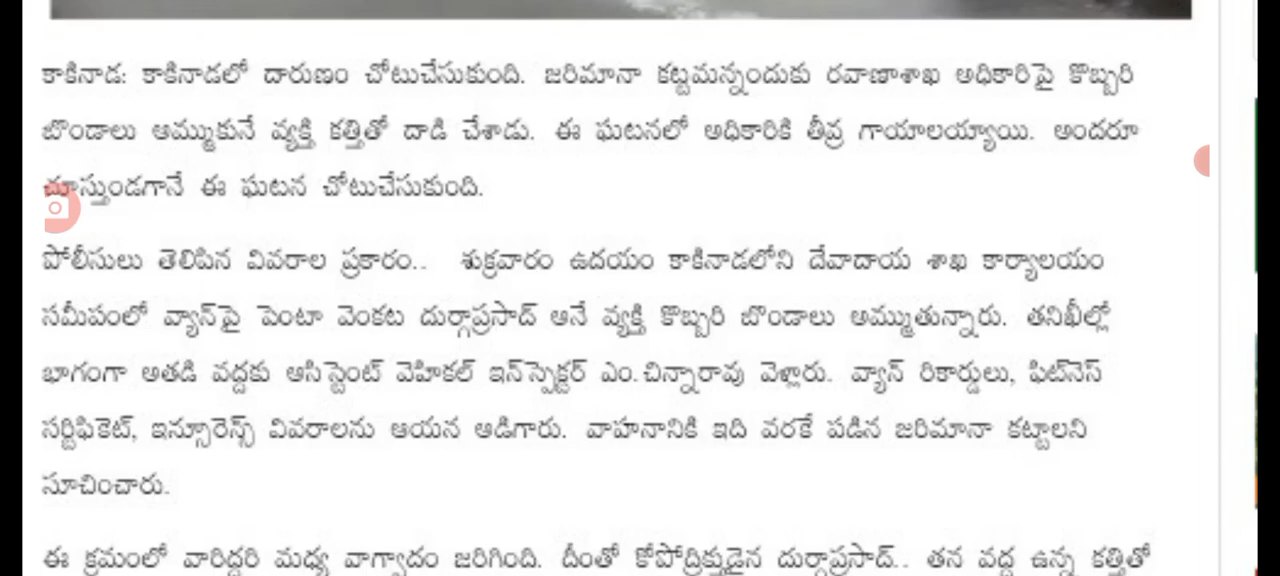 కాకినాడ: కాకినాడలో దారుణం చోటుచేసుకుంది. జరిమానా కట్టమన్నందుకు రవాణాశాఖ అధికారిపై కొబ్బరి
బొండాలు అమ్ముకునే వ్యక్తి కత్తితో దాడి చేశాడు. ఈ ఘటనలో అధికారికి తీవ్ర గాయాలయ్యాయి. అందరూ
చూస్తుండగానే ఈ ఘటన చోటుచేసుకుంది.
పోలీసులు తెలిపిన వివరాల ప్రకారం.. శుక్రవారం ఉదయం కాకినాడలోని దేవాదాయ శాఖ కార్యాలయం
సమీపంలో వ్యాన్‌పై పెంటా వెంకట దుర్గాప్రసాద్ అనే వ్యక్తి కొబ్బరి బొండాలు అమ్ముతున్నారు. తనిఖీల్లో
భాగంగా అతడి వద్దకు అసిస్టెంట్ వెహికల్ ఇన్‌స్పెక్టర్ ఎం.చిన్నారావు వెళ్లారు. వ్యాన్ రికార్డులు, ఫిట్‌నెస్
సర్టిఫికెట్, ఇన్సూరెన్స్ వివరాలను ఆయన అడిగారు. వాహనానికి ఇది వరకే పడిన జరిమానా కట్టాలని
సూచించారు.
ఈ క్రమంలో వారిద్దరి మధ్య వాగ్వాదం జరిగింది. దీంతో కోపోద్రిక్తుడైన దుర్గాప్రసాద్.. తన వద్ద ఉన్న కత్తితో